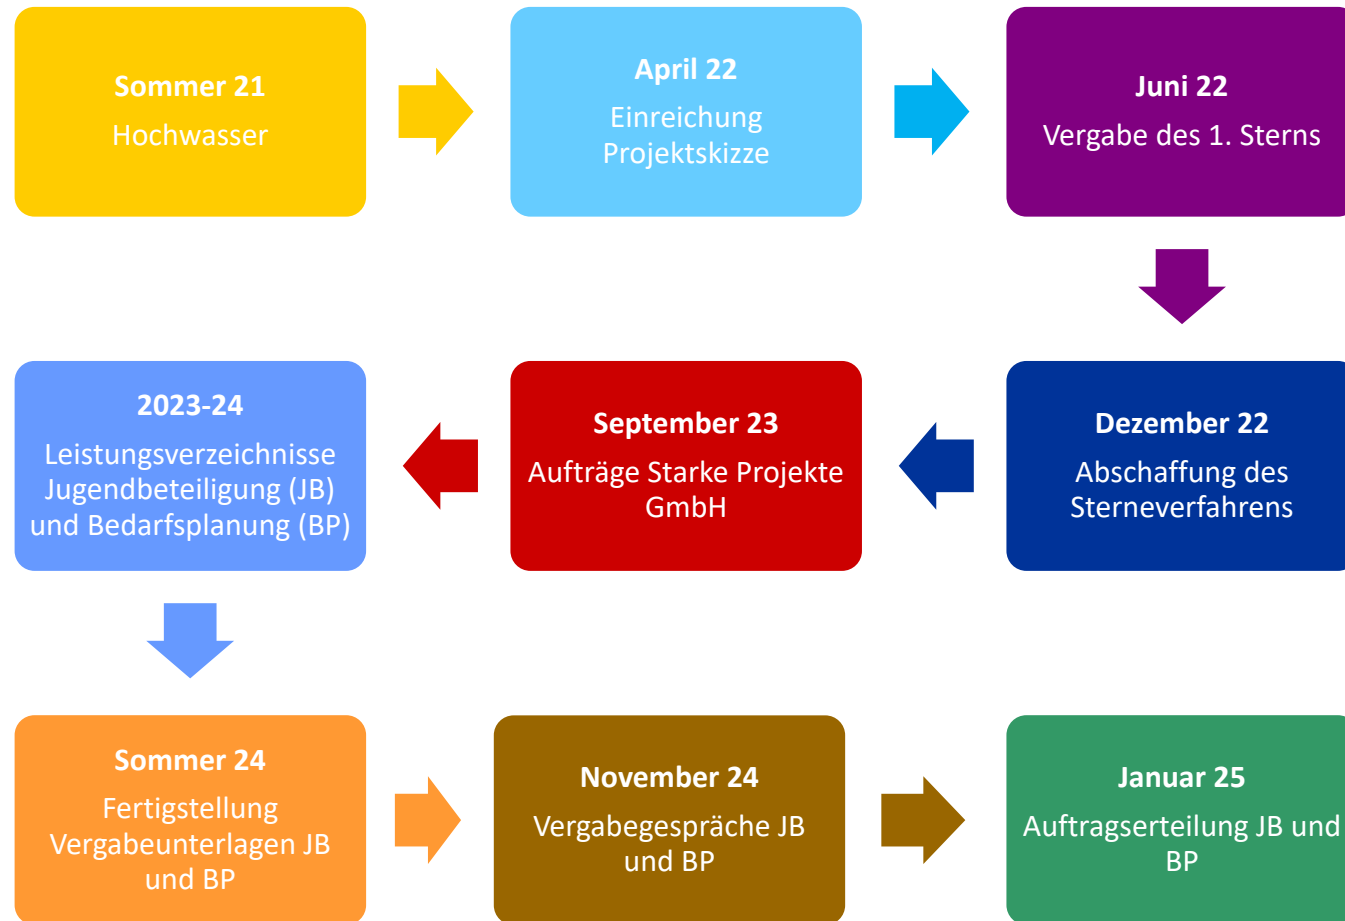 Sommer 21
Hochwasser
April 22
Einreichung
Projektskizze
Juni 22
Vergabe des 1. Sterns
Dezember 22
Abschaffung des
Sterneverfahrens
September 23
Aufträge Starke Projekte
GmbH
2023-24
Leistungsverzeichnisse
Jugendbeteiligung (JB)
und Bedarfsplanung (BP)
Sommer 24
Fertigstellung
Vergabeunterlagen JB
und BP
November 24
Vergabegespräche JB
und BP
Januar 25
Auftragserteilung JB und
BP